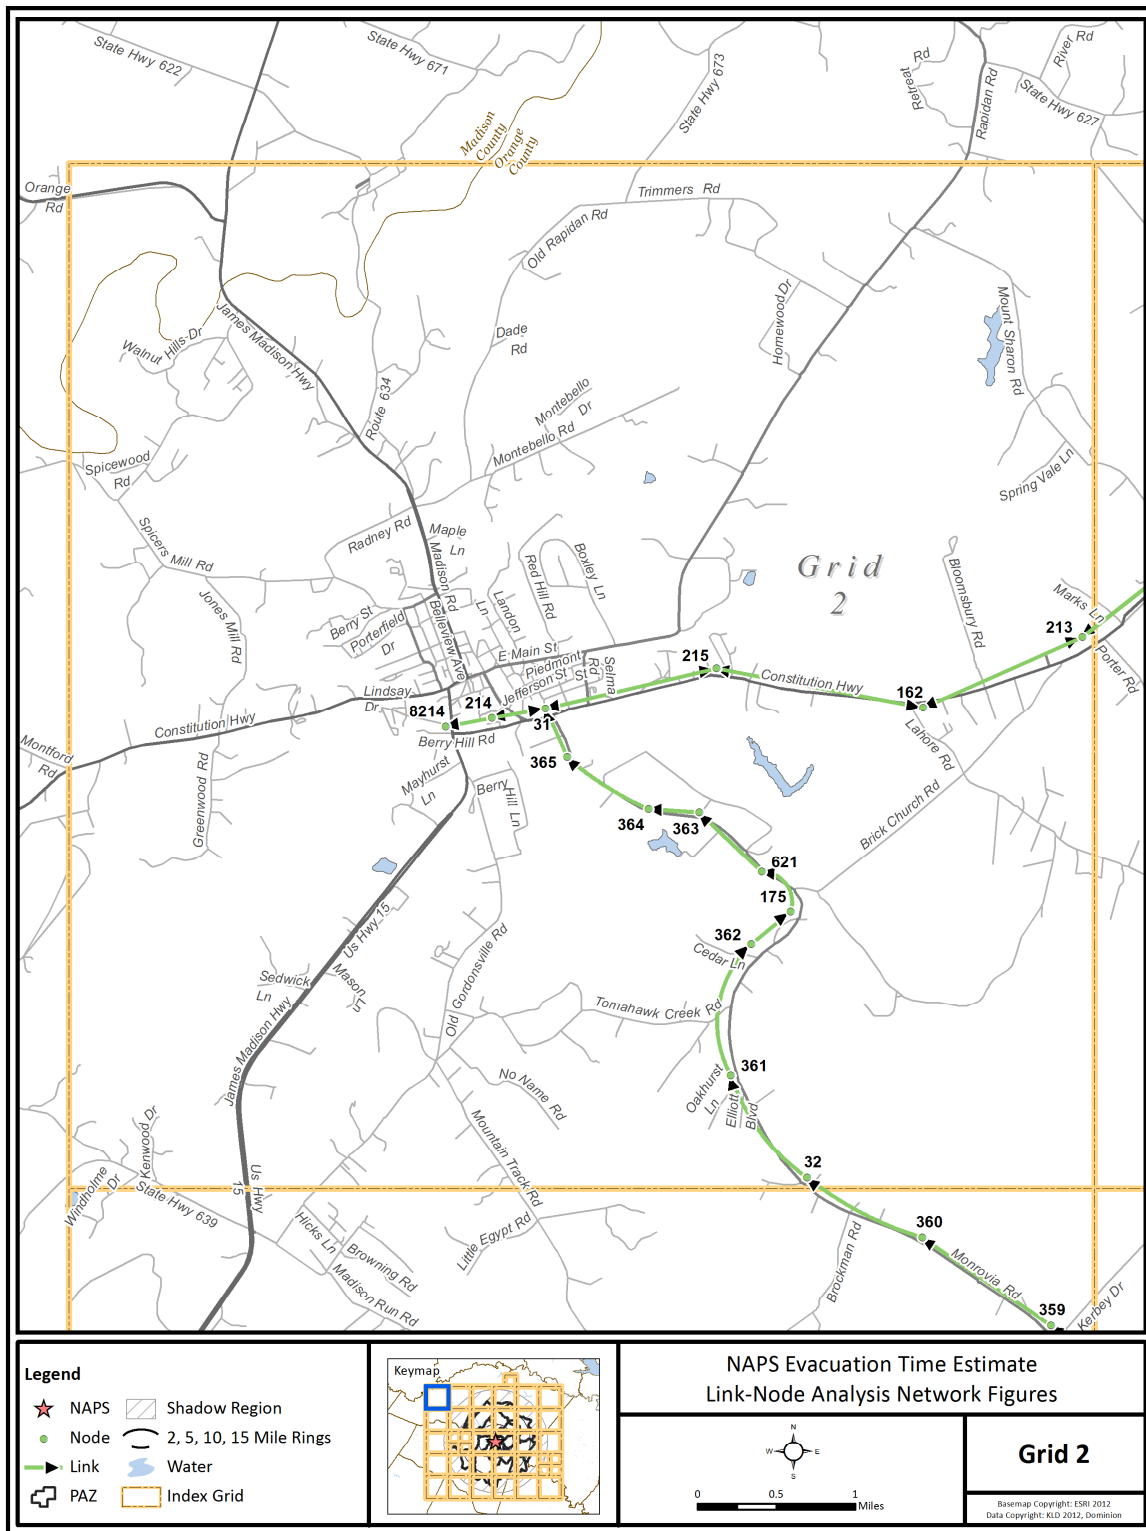 State Hwy 622
State Hwy 671
State Hwy 673
Retreat Rd
River Rd
State Hwy 627
Rapidan Rd
Madison County
Orange County
Orange Rd
Trimmers Rd
Old Rapidan Rd
Homewood Dr
Mount Sharon Rd
James Madison Hwy
Walnut Hills Dr
Dade Rd
Route 634
Montebello Dr
Montebello Rd
Spicewood Rd
Spring Vale Ln
Spicers Mill Rd
Radney Rd
Maple Ln
Madison Rd
Red Hill Rd
Boxley Ln
Grid 2
Bloomsbury Rd
Marks Ln
Jones Mill Rd
Berry St
Porterfield Dr
Belleview Ave
Landon Ln
E Main St
Piedmont St
Jefferson St
Selma Rd
213
Porter Rd
215
Constitution Hwy
162
Lindsay Dr
8214
214
31
Constitution Hwy
Lahore Rd
Montford Rd
Berry Hill Rd
365
Greenwood Rd
Mayhurst Ln
Berry Hill Ln
364
363
Brick Church Rd
621
175
362
Cedar Ln
Us Hwy 15
Old Gordonsville Rd
Sedwick Ln
Mason Ln
Tomahawk Creek Rd
James Madison Hwy
361
No Name Rd
Oakhurst Ln
Elliott Blvd
Kenwood Dr
Mountain Track Rd
32
Windholme Dr
State Hwy 639
Us Hwy 15
Hicks Ln
Little Egypt Rd
Browning Rd
Madison Run Rd
Brockman Rd
360
Monrovia Rd
359
Kerbey Dr
Legend
NAPS
Shadow Region
Node
2, 5, 10, 15 Mile Rings
Link
Water
PAZ
Index Grid
Keymap
NAPS Evacuation Time Estimate
Link-Node Analysis Network Figures
N
W
E
S
0
0.5
1
Miles
Grid 2
Basemap Copyright: ESRI 2012
Data Copyright: KLD 2012, Dominion